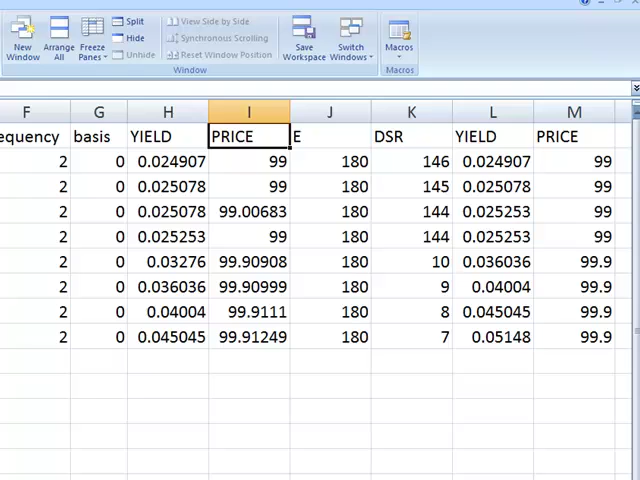 New Window
Arrange All
Freeze Panes
Split
Hide
Unhide
View Side by Side
Synchronous Scrolling
Reset Window Position
Save Workspace
Switch Windows
Macros
Window
Macros
F G H I J K L M
equency basis YIELD PRICE E DSR YIELD PRICE
2 0 0.024907 99 180 146 0.024907 99
2 0 0.025078 99 180 145 0.025078 99
2 0 0.025078 99.00683 180 144 0.025253 99
2 0 0.025253 99 180 144 0.025253 99
2 0 0.03276 99.90908 180 10 0.036036 99.9
2 0 0.036036 99.90999 180 9 0.04004 99.9
2 0 0.04004 99.9111 180 8 0.045045 99.9
2 0 0.045045 99.91249 180 7 0.05148 99.9